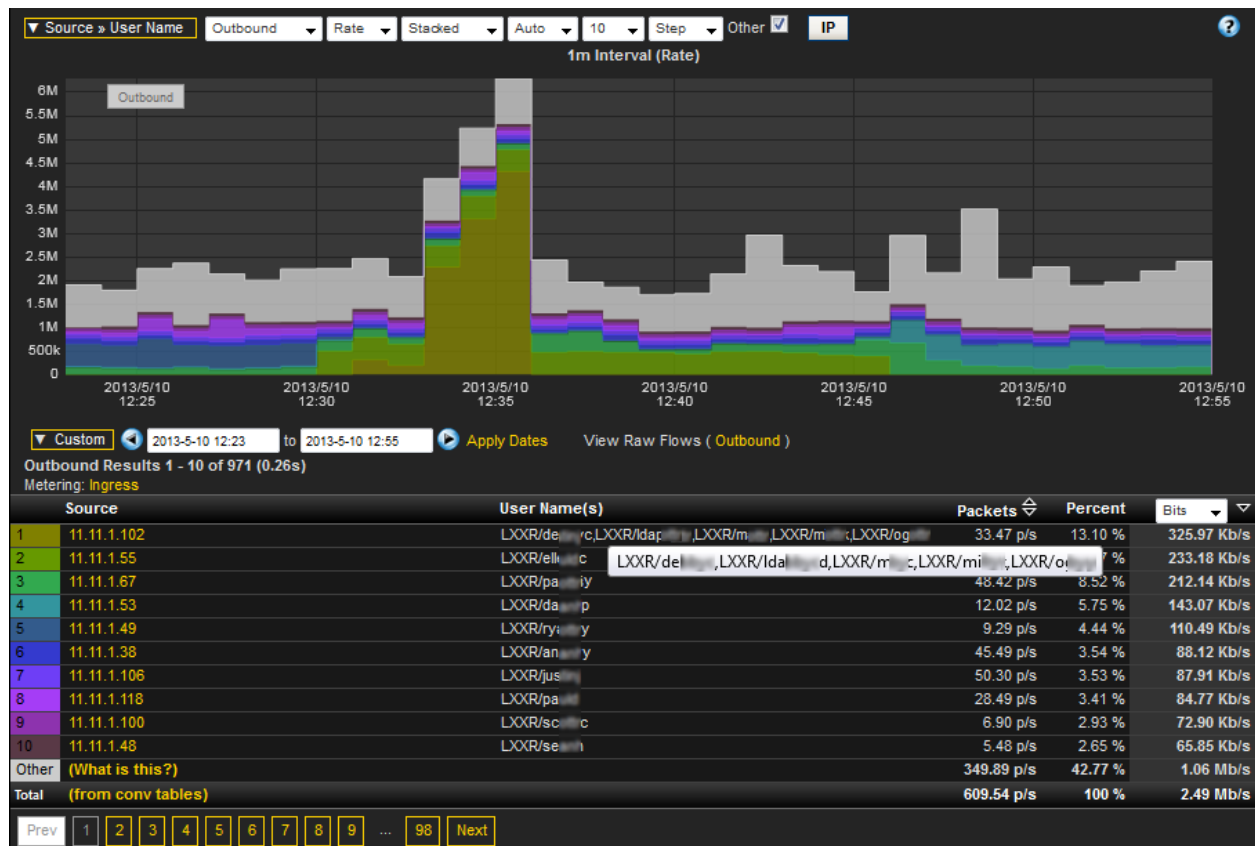 ▼ Source » User Name Outbound Rate Stacked Auto 10 Step Other IP
1m Interval (Rate)
Outbound
6M
5.5M
5M
4.5M
4M
3.5M
3M
2.5M
2M
1.5M
1M
500k
0
2013/5/10 2013/5/10 2013/5/10 2013/5/10 2013/5/10 2013/5/10 2013/5/10
12:25 12:30 12:35 12:40 12:45 12:50 12:55
▼ Custom 2013-5-10 12:23 to 2013-5-10 12:55 Apply Dates View Raw Flows ( Outbound )
Outbound Results 1 - 10 of 971 (0.26s)
Metering: Ingress
Source User Name(s) Packets Percent Bits
1 11.11.1.102 33.47 p/s 13.10 % 325.97 Kb/s
2 11.11.1.55 % 233.18 Kb/s
3 11.11.1.67 48.42 p/s 8.52 % 212.14 Kb/s
4 11.11.1.53 12.02 p/s 5.75 % 143.07 Kb/s
5 11.11.1.49 9.29 p/s 4.44 % 110.49 Kb/s
6 11.11.1.38 45.49 p/s 3.54 % 88.12 Kb/s
7 11.11.1.106 50.30 p/s 3.53 % 87.91 Kb/s
8 11.11.1.118 28.49 p/s 3.41 % 84.77 Kb/s
9 11.11.1.100 6.90 p/s 2.93 % 72.90 Kb/s
10 11.11.1.48 5.48 p/s 2.65 % 65.85 Kb/s
Other (What is this?) 349.89 p/s 42.77 % 1.06 Mb/s
Total (from conv tables) 609.54 p/s 100 % 2.49 Mb/s
Prev 1 2 3 4 5 6 7 8 9 ... 98 Next